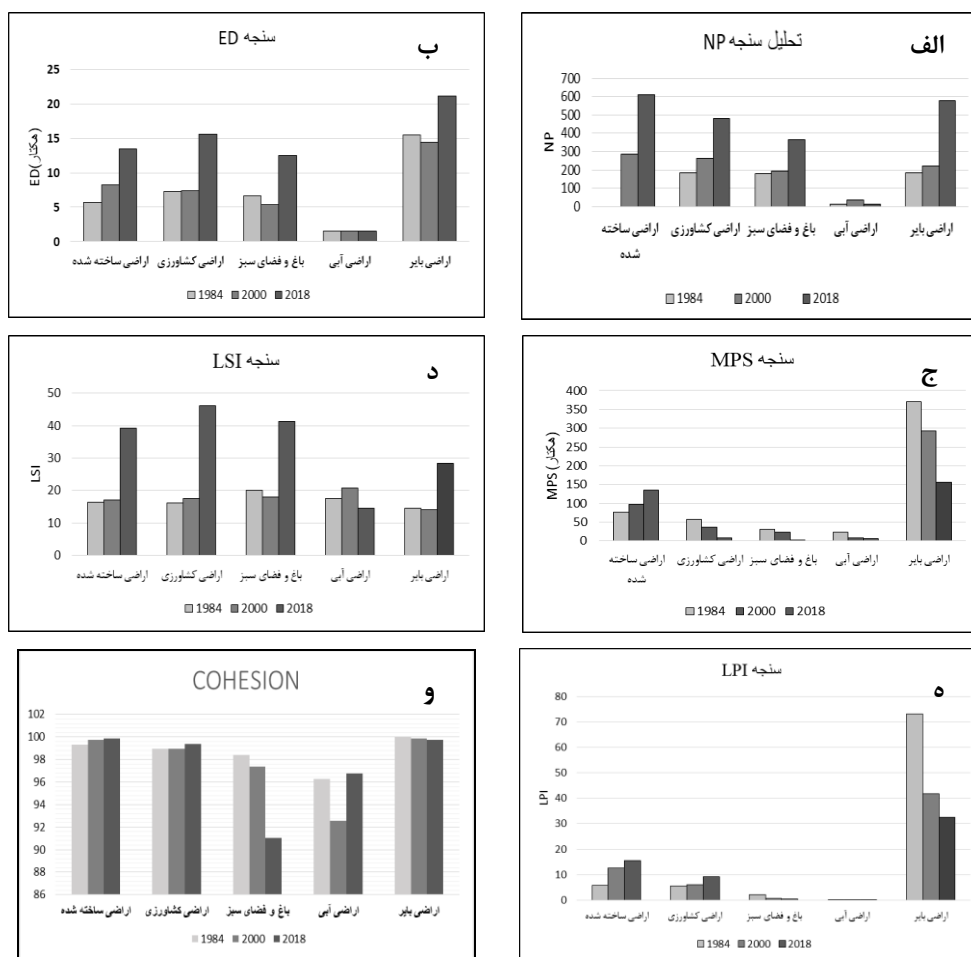 الف
تحلیل سنجه NP
NP
700
600
500
400
300
200
100
0
اراضی ساخته شده
اراضی کشاورزی
باغ و فضای سبز
اراضی آبی
اراضی بایر
1984 2000 2018
ب
سنجه ED
ED(هکتار)
25
20
15
10
5
0
اراضی ساخته شده
اراضی کشاورزی
باغ و فضای سبز
اراضی آبی
اراضی بایر
1984 2000 2018
ج
سنجه MPS
MPS (هکتار)
400
350
300
250
200
150
100
50
0
اراضی ساخته شده
اراضی کشاورزی
باغ و فضای سبز
اراضی آبی
اراضی بایر
1984 2000 2018
د
سنجه LSI
LSI
50
40
30
20
10
0
اراضی ساخته شده
اراضی کشاورزی
باغ و فضای سبز
اراضی آبی
اراضی بایر
1984 2000 2018
ه
سنجه LPI
LPI
80
70
60
50
40
30
20
10
0
اراضی ساخته شده
اراضی کشاورزی
باغ و فضای سبز
اراضی آبی
اراضی بایر
1984 2000 2018
و
COHESION
102
100
98
96
94
92
90
88
86
اراضی ساخته شده
اراضی کشاورزی
باغ و فضای سبز
اراضی آبی
اراضی بایر
1984 2000 2018